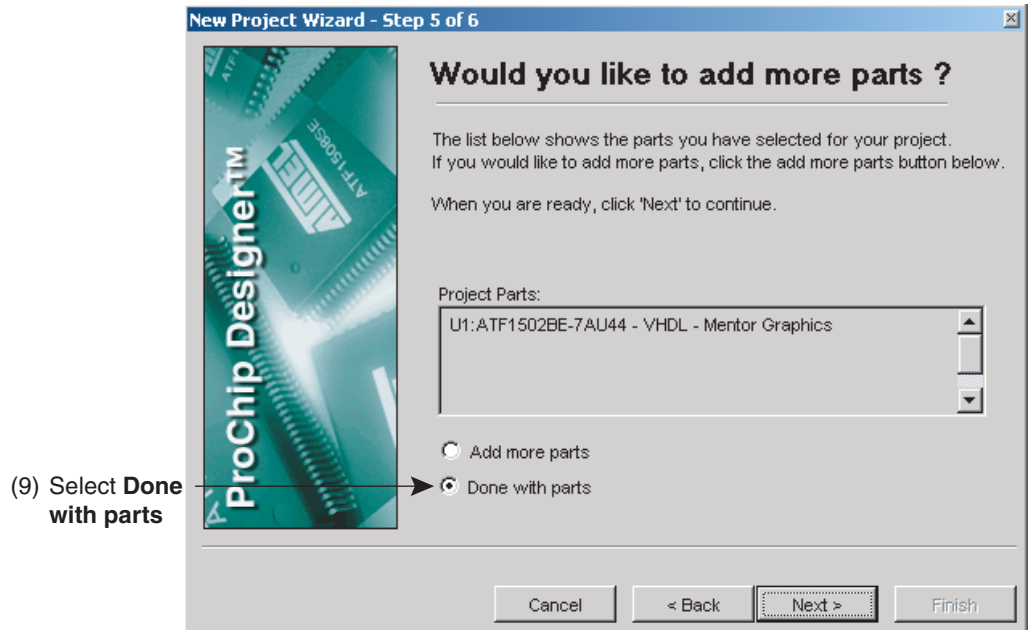 New Project Wizard - Step 5 of 6
ATF15
ATF1508SE
ATMEL
ProChip Designer™
Would you like to add more parts ?
The list below shows the parts you have selected for your project.
If you would like to add more parts, click the add more parts button below.
When you are ready, click 'Next' to continue.
Project Parts:
U1:ATF1502BE-7AU44 - VHDL - Mentor Graphics
Add more parts
(9) Select Done
with parts
Done with parts
Cancel
< Back
Next >
Finish